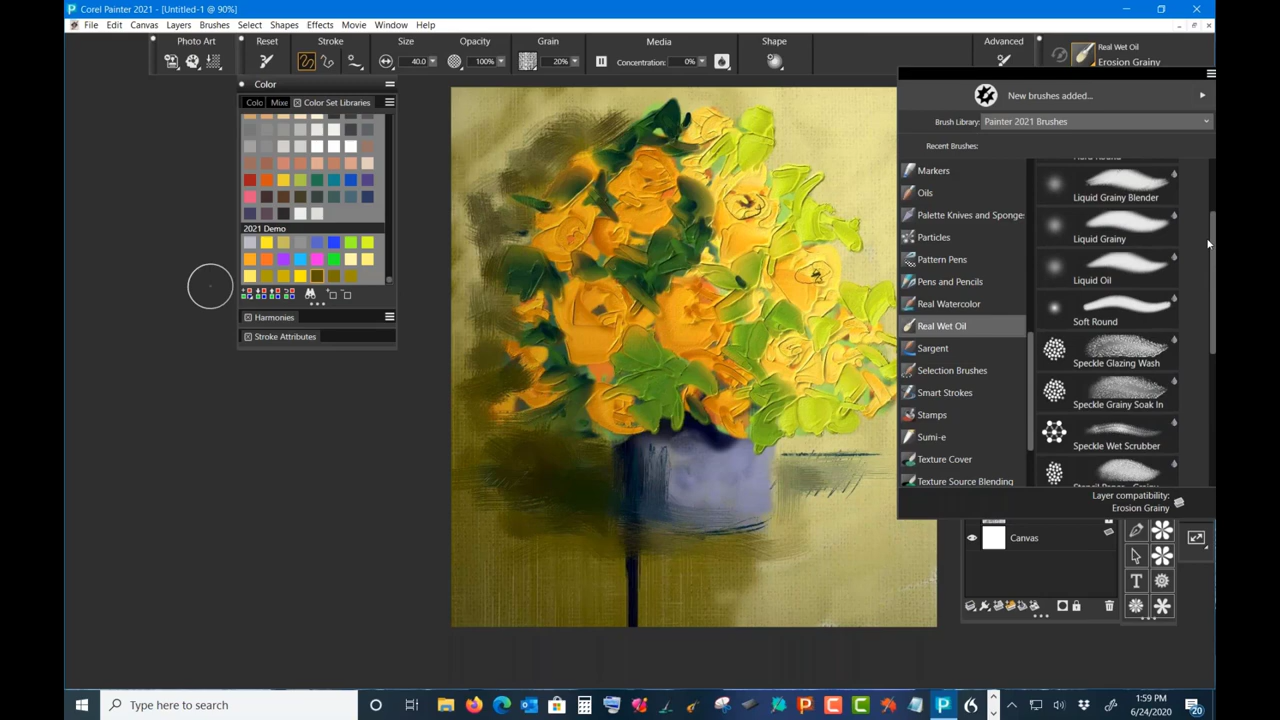 Corel Painter 2021 - [Untitled-1 @ 90%]
File Edit Canvas Layers Brushes Select Shapes Effects Movie Window Help
Photo Art Reset Stroke Size Opacity Grain Media Shape Advanced
Real Wet Oil
Erosion Grainy
40.0 100% 20% Concentration: 0%
Color
Colo Mixe Color Set Libraries
2021 Demo
Harmonies
Stroke Attributes
New brushes added...
Brush Library: Painter 2021 Brushes
Recent Brushes:
Markers
Oils
Palette Knives and Sponge
Particles
Pattern Pens
Pens and Pencils
Real Watercolor
Real Wet Oil
Sargent
Selection Brushes
Smart Strokes
Stamps
Sumi-e
Texture Cover
Texture Source Blending
Liquid Grainy Blender
Liquid Grainy
Liquid Oil
Soft Round
Speckle Glazing Wash
Speckle Grainy Soak In
Speckle Wet Scrubber
Layer compatibility:
Erosion Grainy
Canvas
T
Type here to search
1:59 PM
6/24/2020
20